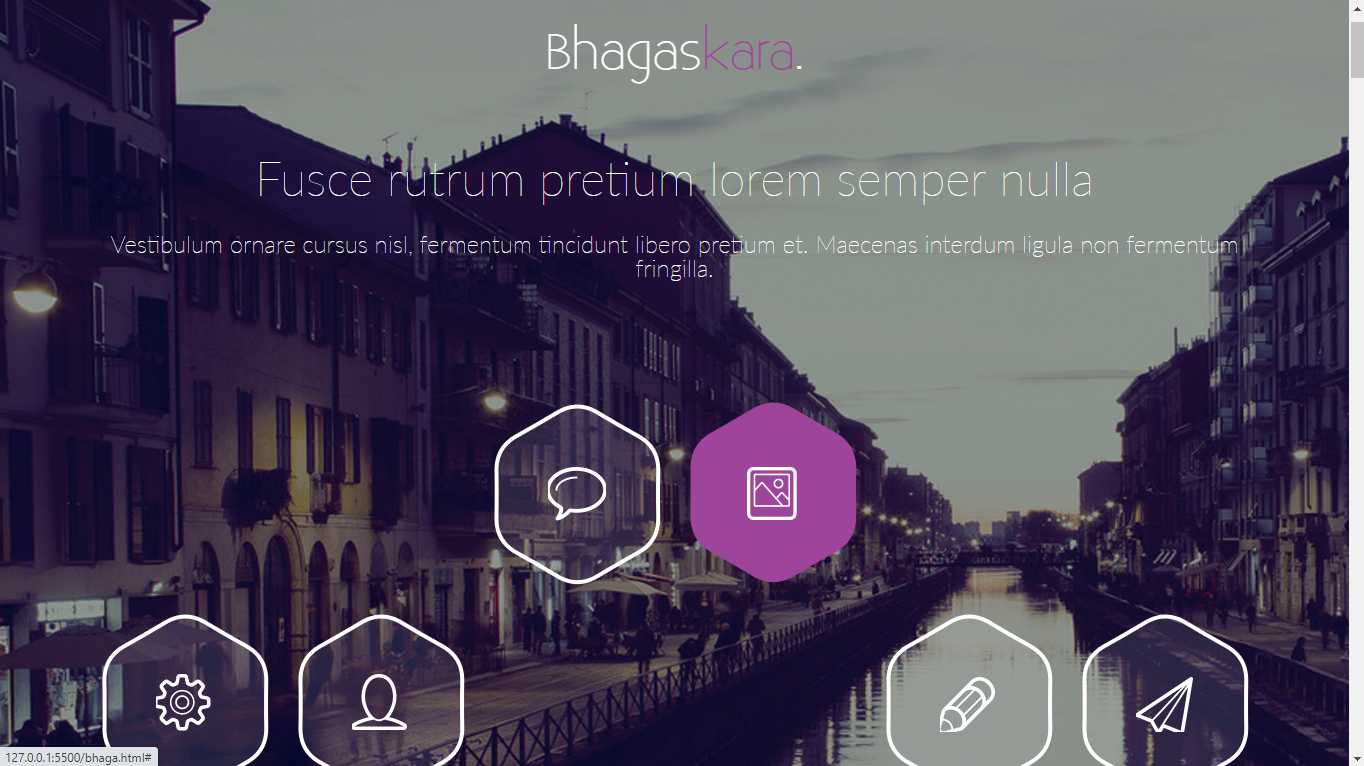 Bhagaskara.
Fusce rutrum pretium lorem semper nulla
Vestibulum ornare cursus nisl, fermentum tincidunt libero pretium et. Maecenas interdum ligula non fermentum
fringilla.
127.0.0.1:5500/bhaga.html#